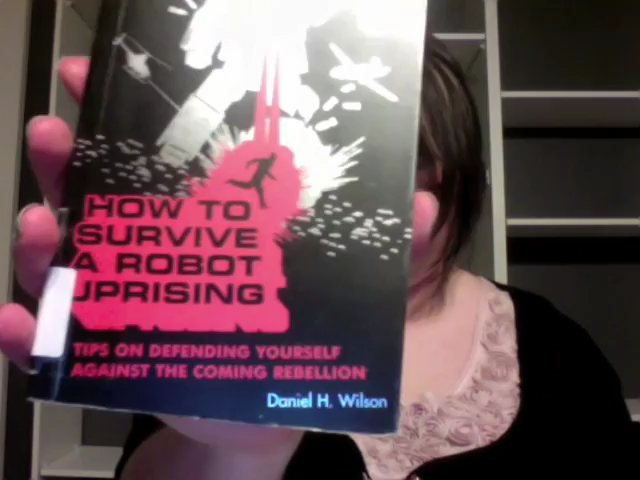 HOW TO
SURVIVE
A ROBOT
UPRISING
TIPS ON DEFENDING YOURSELF
AGAINST THE COMING REBELLION
Daniel H. Wilson